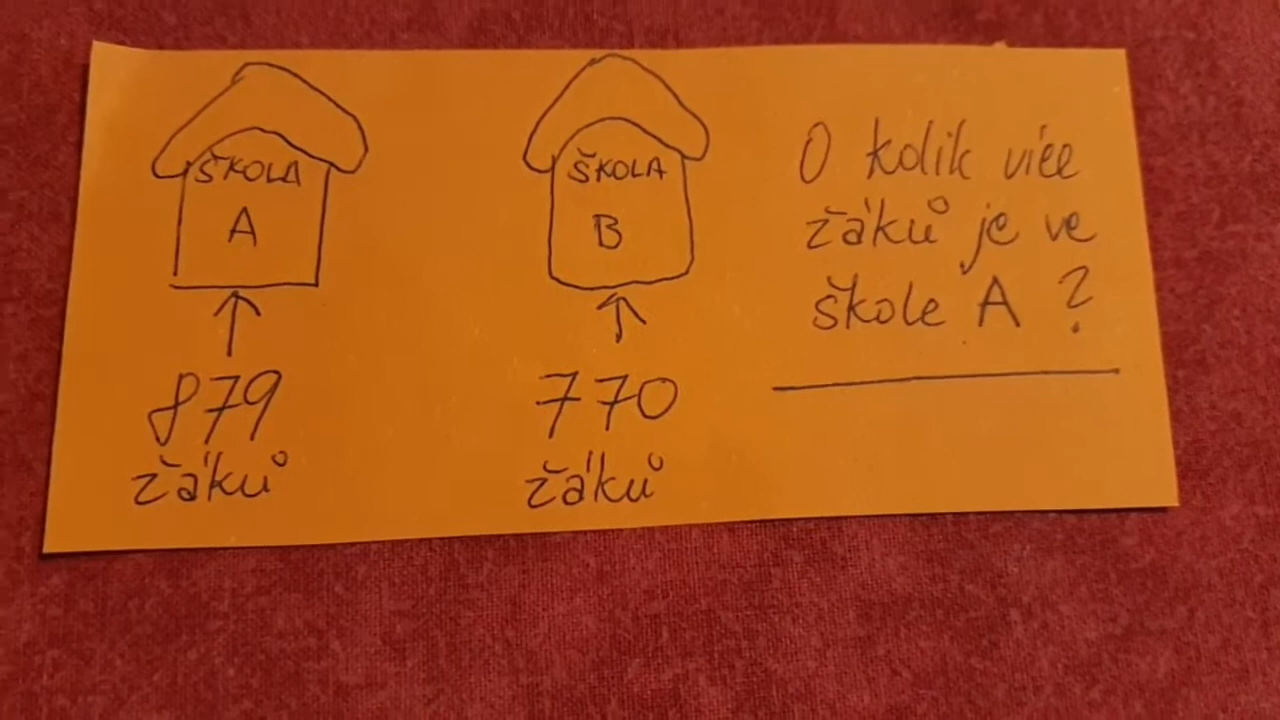 ŠKOLA
A
879
žáků
ŠKOLA
B
770
žáků
O kolik více
žáků je ve
škole A?